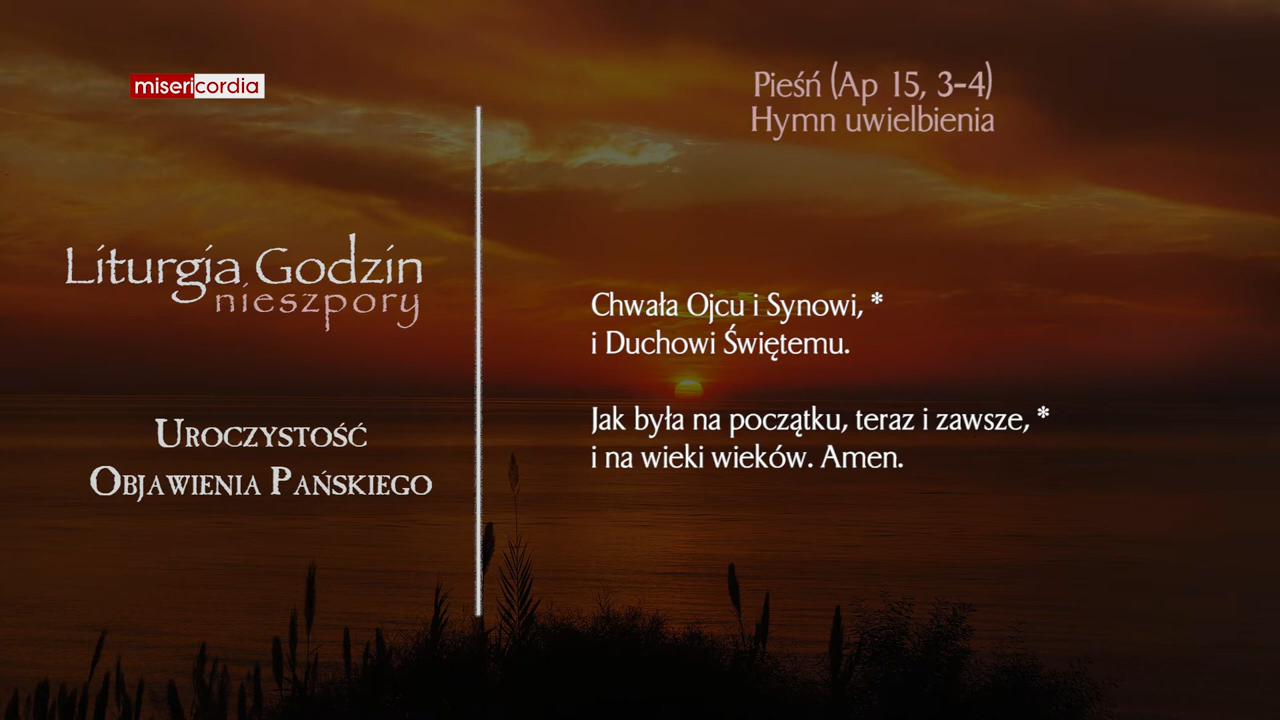 misericordia
Liturgia Godzin
nieszpory
Uroczystość
Objawienia Pańskiego
Pieśń (Ap 15, 3-4)
Hymn uwielbienia
Chwała Ojcu i Synowi, *
i Duchowi Świętemu.
Jak była na początku, teraz i zawsze, *
i na wieki wieków. Amen.